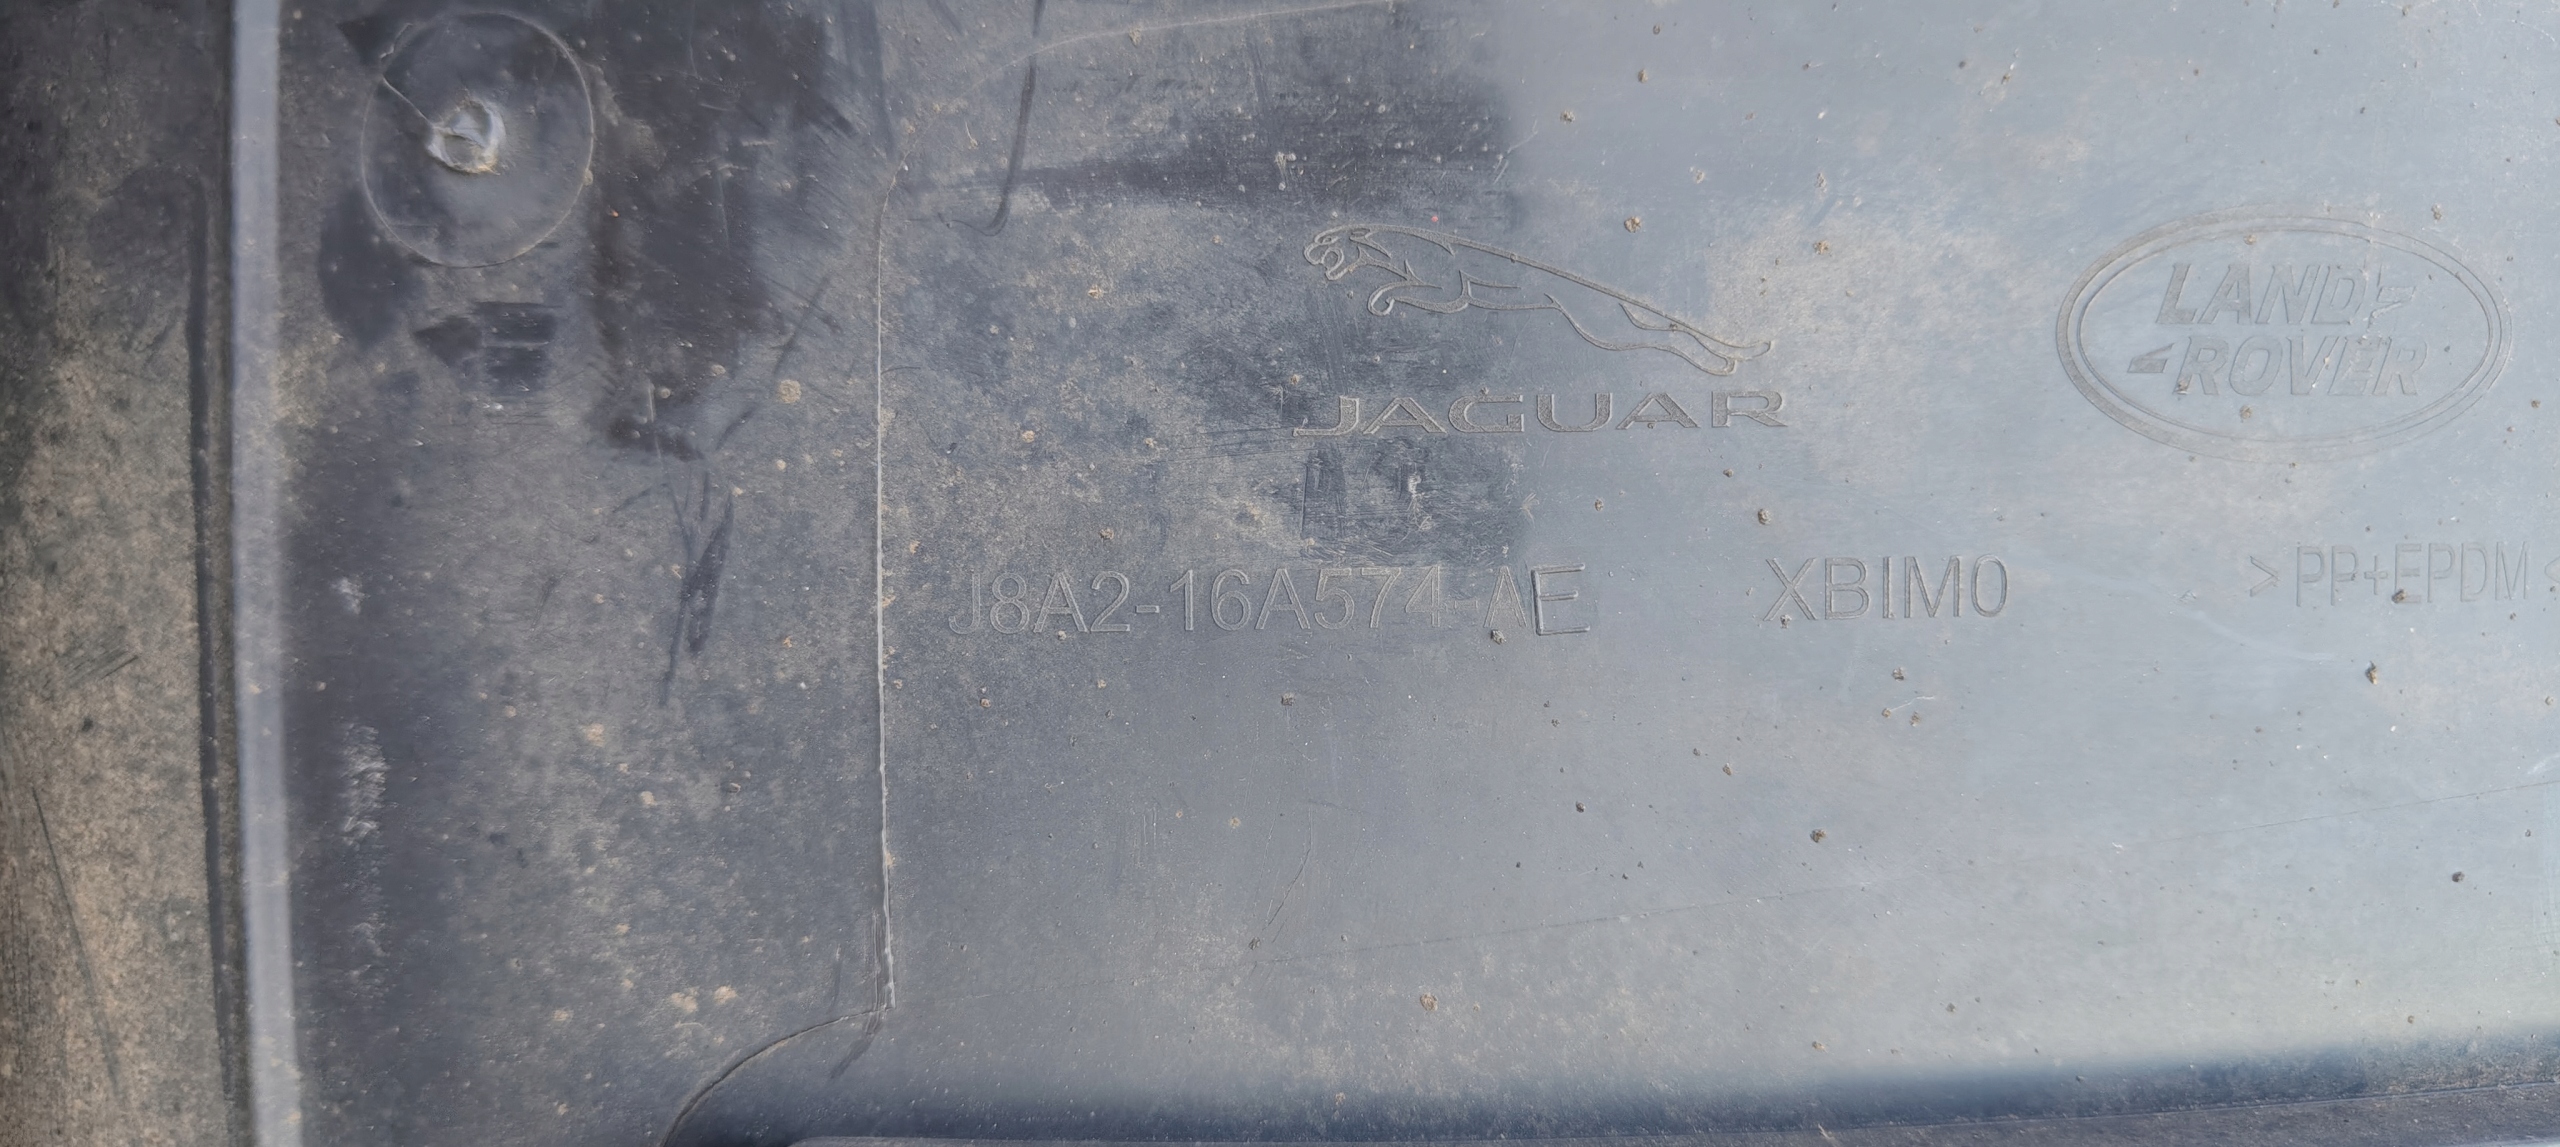 JAGUAR
LAND
ROVER
J8A2-16A574-AE
XBIM0
>PP+EPDM<